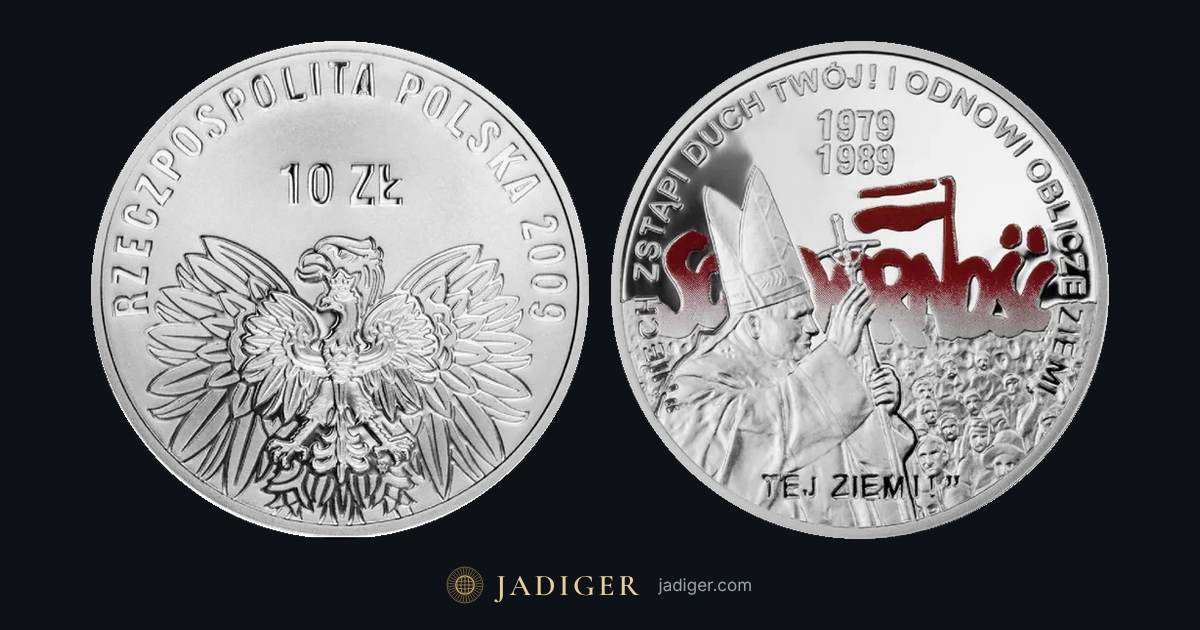 RZECZPOSPOLITA POLSKA 2009
10 ZŁ
„NIECH ZSTĄPI DUCH TWÓJ! I ODNOWI OBLICZE ZIEMI,
1979
1989
TEJ ZIEMI!”
JADIGER
jadiger.com